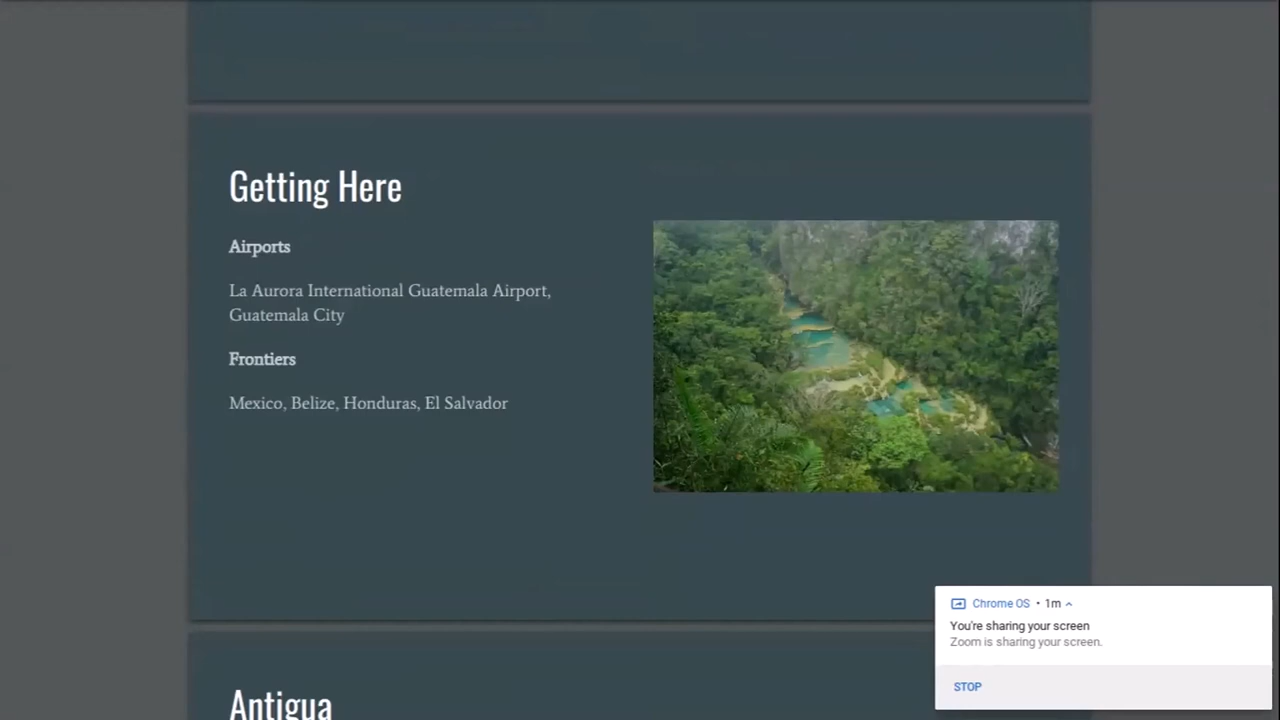 Getting Here
Airports
La Aurora International Guatemala Airport,
Guatemala City
Frontiers
Mexico, Belize, Honduras, El Salvador
Antigua
Chrome OS • 1m
You're sharing your screen
Zoom is sharing your screen.
STOP